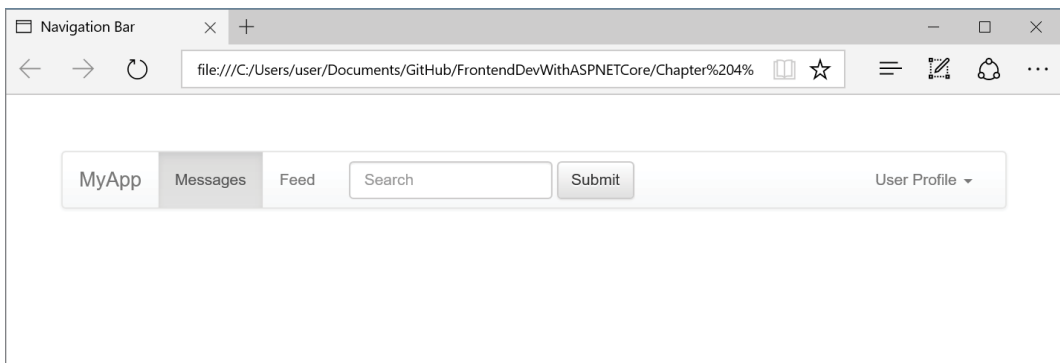 Navigation Bar
file:///C:/Users/user/Documents/GitHub/FrontendDevWithASPNETCore/Chapter%204%
MyApp Messages Feed Search Submit User Profile